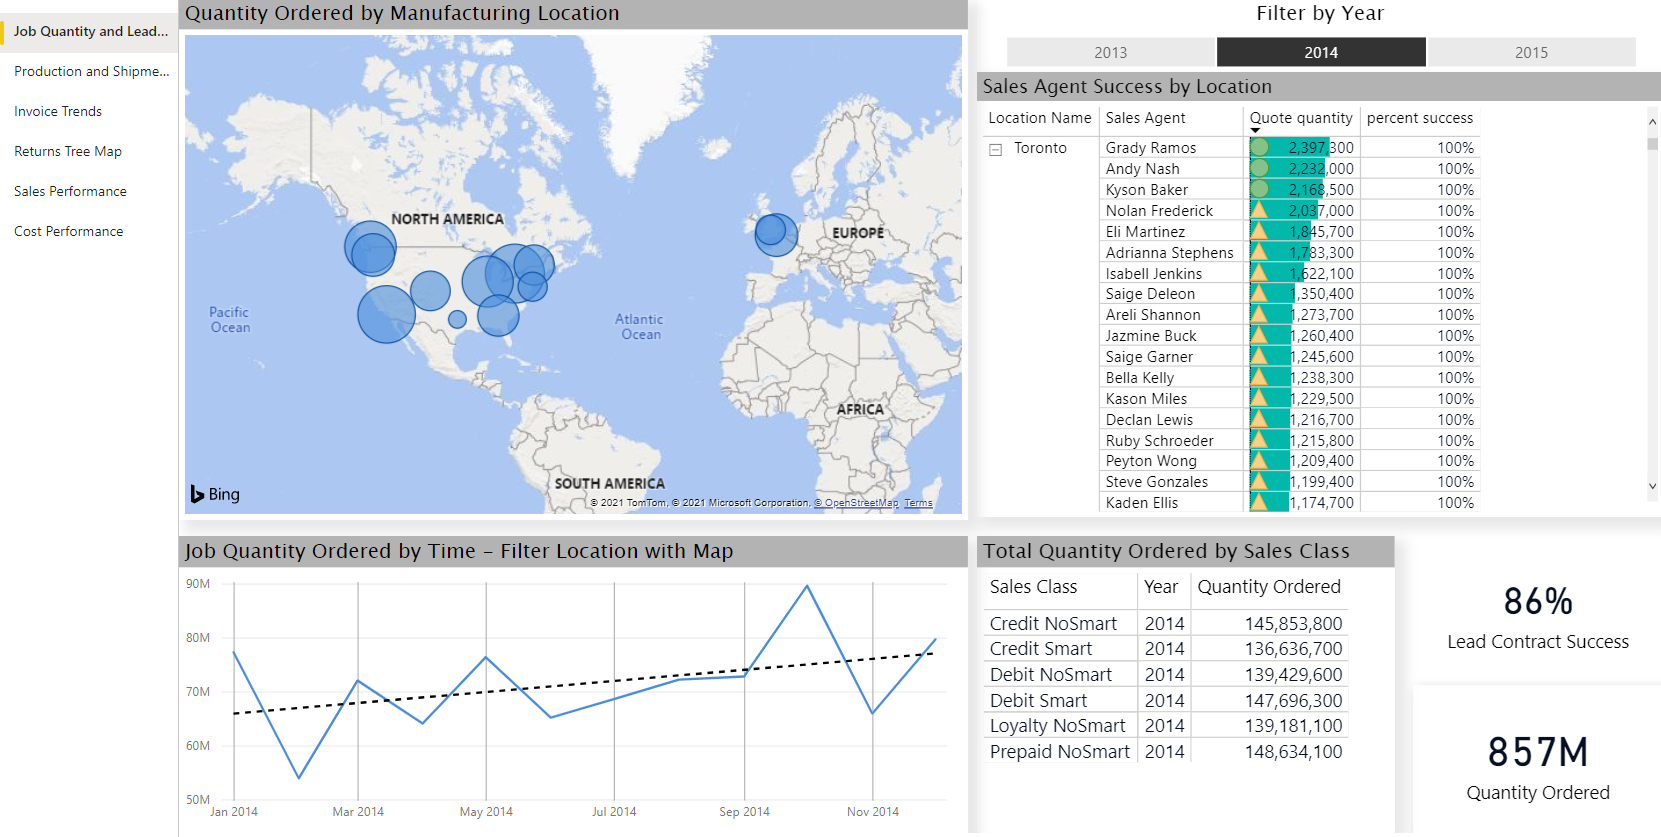 Job Quantity and Lead...
Production and Shipme...
Invoice Trends
Returns Tree Map
Sales Performance
Cost Performance
Quantity Ordered by Manufacturing Location
NORTH AMERICA
EUROPE
Pacific
Ocean
Atlantic
Ocean
AFRICA
SOUTH AMERICA
Bing
© 2021 TomTom, © 2021 Microsoft Corporation, © OpenStreetMap Terms
Filter by Year
2013 2014 2015
Sales Agent Success by Location
Location Name Sales Agent Quote quantity percent success
Toronto Grady Ramos 2,397,300 100%
Andy Nash 2,232,000 100%
Kyson Baker 2,168,500 100%
Nolan Frederick 2,037,000 100%
Eli Martinez 1,845,700 100%
Adrianna Stephens 1,783,300 100%
Isabell Jenkins 1,622,100 100%
Saige Deleon 1,350,400 100%
Areli Shannon 1,273,700 100%
Jazmine Buck 1,260,400 100%
Saige Garner 1,245,600 100%
Bella Kelly 1,238,300 100%
Kason Miles 1,229,500 100%
Declan Lewis 1,216,700 100%
Ruby Schroeder 1,215,800 100%
Peyton Wong 1,209,400 100%
Steve Gonzales 1,199,400 100%
Kaden Ellis 1,174,700 100%
Job Quantity Ordered by Time - Filter Location with Map
90M
80M
70M
60M
50M
Jan 2014 Mar 2014 May 2014 Jul 2014 Sep 2014 Nov 2014
Total Quantity Ordered by Sales Class
Sales Class Year Quantity Ordered
Credit NoSmart 2014 145,853,800
Credit Smart 2014 136,636,700
Debit NoSmart 2014 139,429,600
Debit Smart 2014 147,696,300
Loyalty NoSmart 2014 139,181,100
Prepaid NoSmart 2014 148,634,100
86%
Lead Contract Success
857M
Quantity Ordered